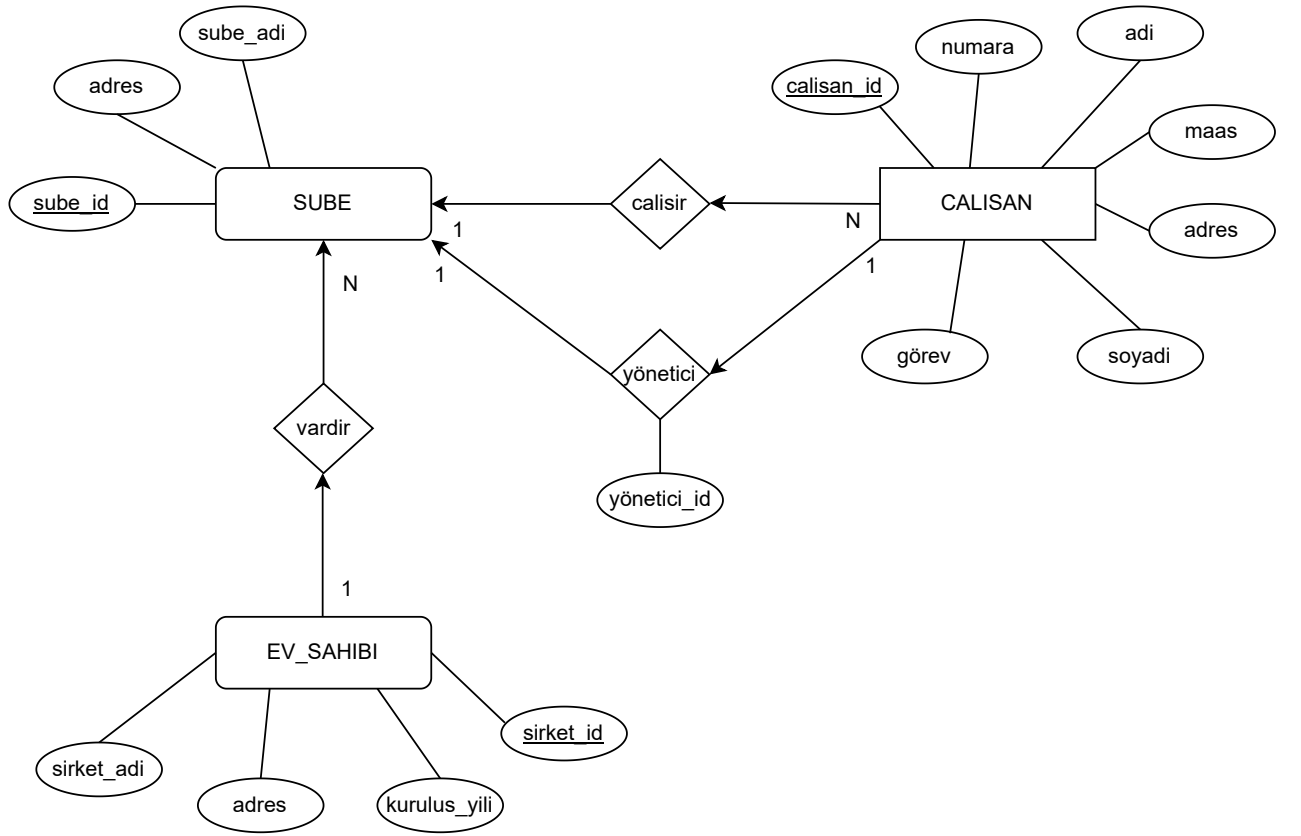 sube_adi
adi
numara
adres
calisan_id
maas
sube_id
SUBE
calisir
CALISAN
adres
1
N
1
1
N
görev
soyadi
yönetici
vardir
yönetici_id
1
EV_SAHIBI
sirket_id
sirket_adi
adres
kurulus_yili